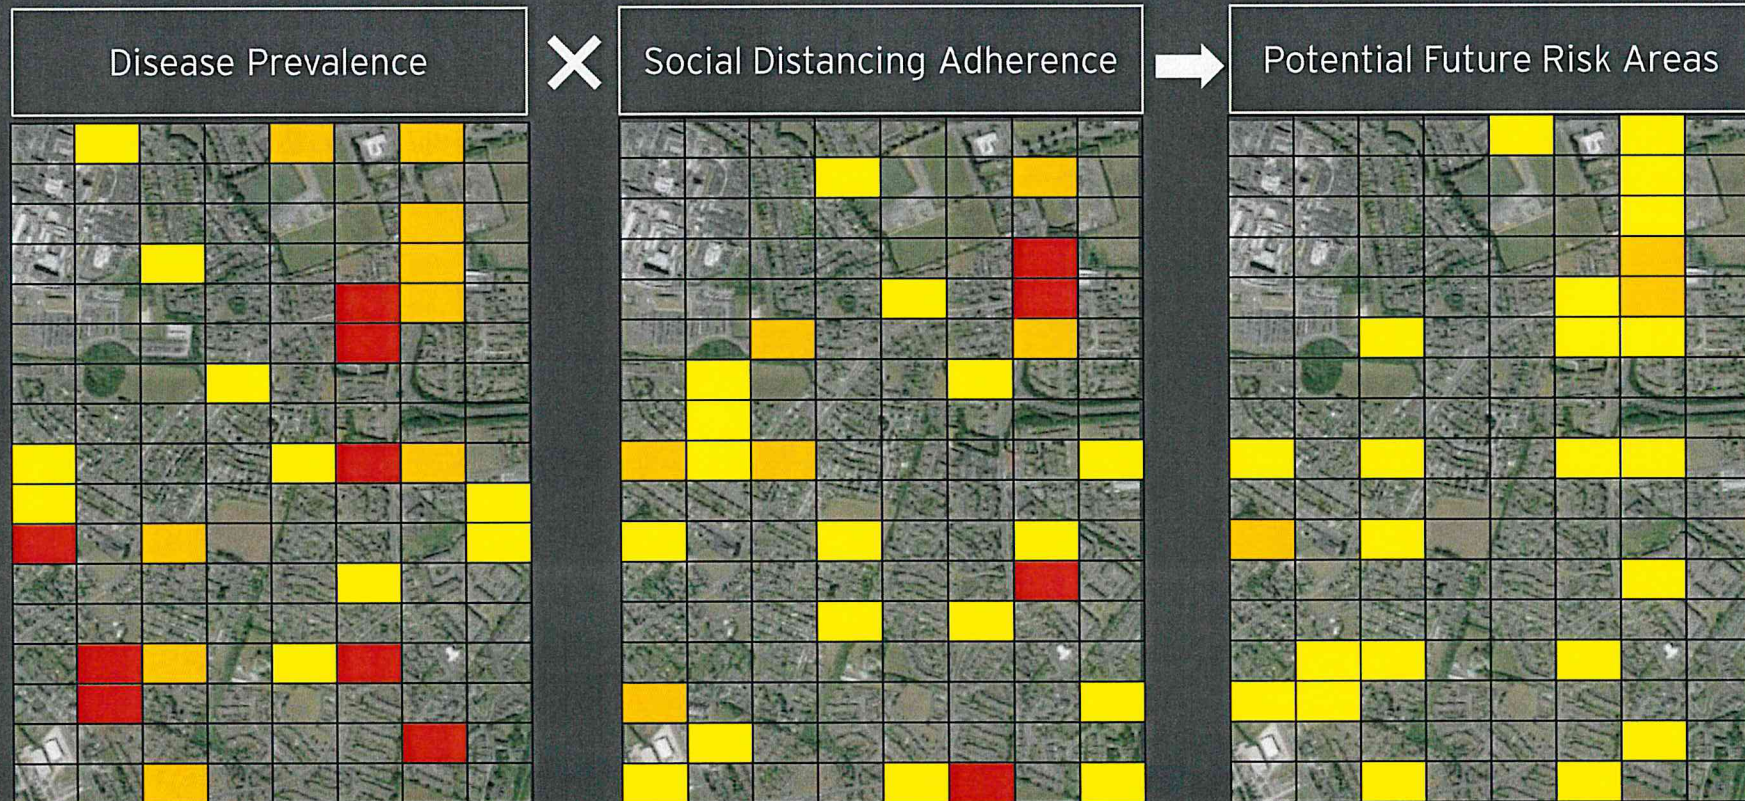 Disease Prevalence
Social Distancing Adherence
Potential Future Risk Areas